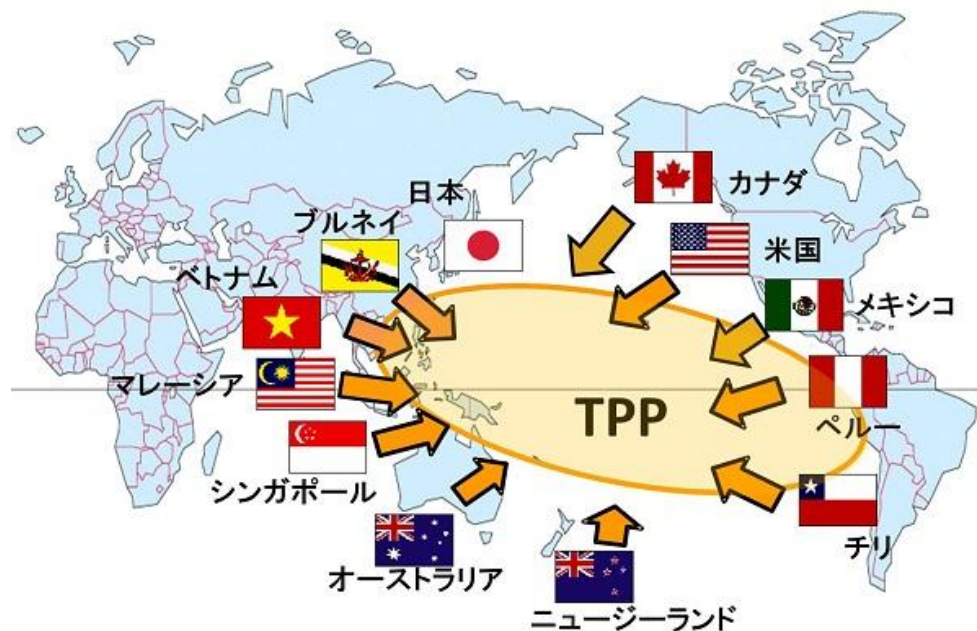 カナダ
日本
ブルネイ
米国
ベトナム
メキシコ
マレーシア
TPP
ペルー
シンガポール
チリ
オーストラリア
ニュージーランド